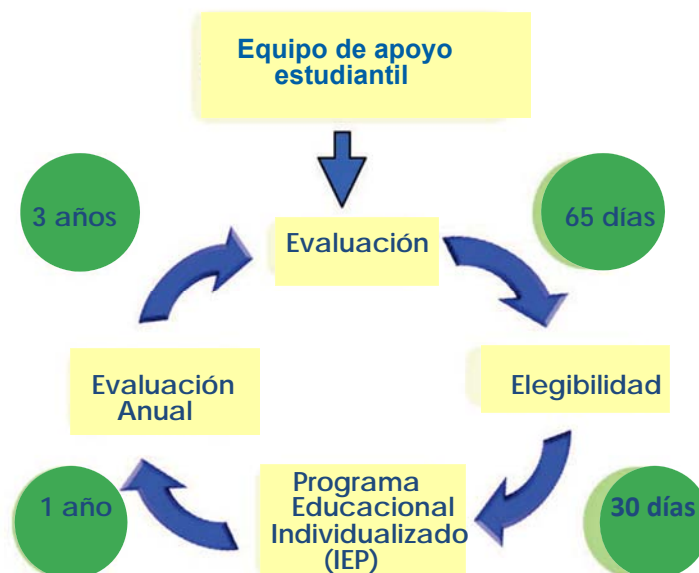 Equipo de apoyo
estudiantil
3 años
65 días
Evaluación
Evaluación
Anual
Elegibilidad
1 año
Programa
Educacional
Individualizado
(IEP)
30 días